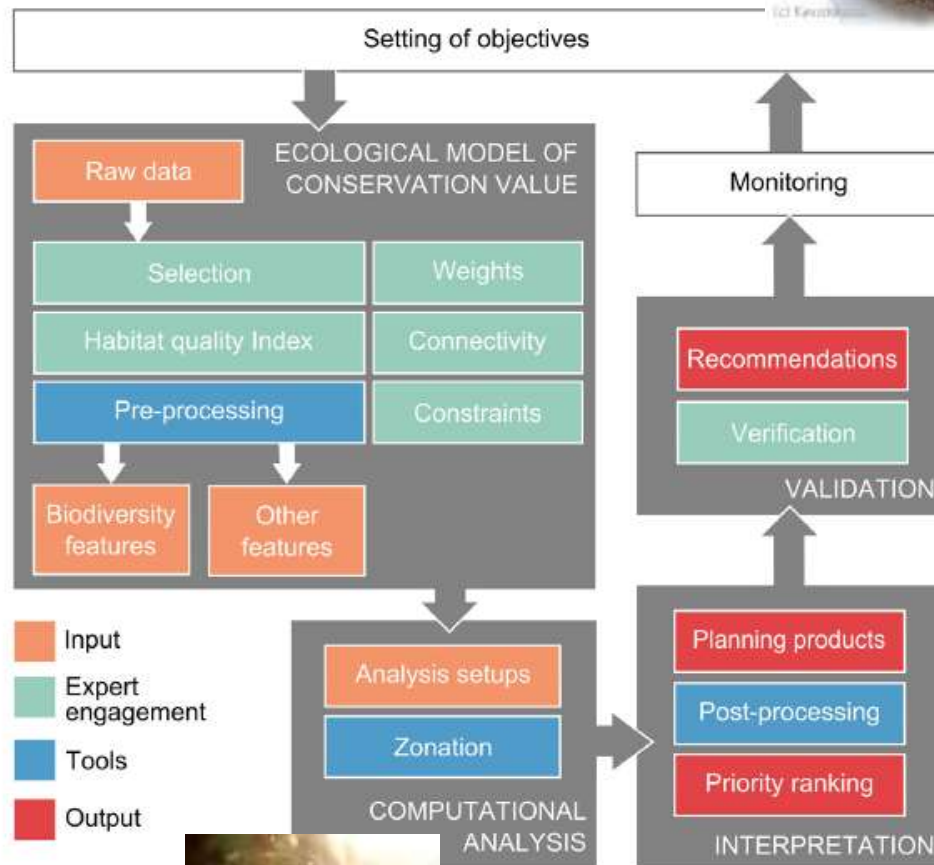 Setting of objectives
ECOLOGICAL MODEL OF
CONSERVATION VALUE
Raw data
Selection
Weights
Habitat quality Index
Connectivity
Pre-processing
Constraints
Biodiversity
features
Other
features
Input
Expert
engagement
Tools
Output
Analysis setups
Zonation
COMPUTATIONAL
ANALYSIS
Planning products
Post-processing
Priority ranking
INTERPRETATION
Recommendations
Verification
VALIDATION
Monitoring